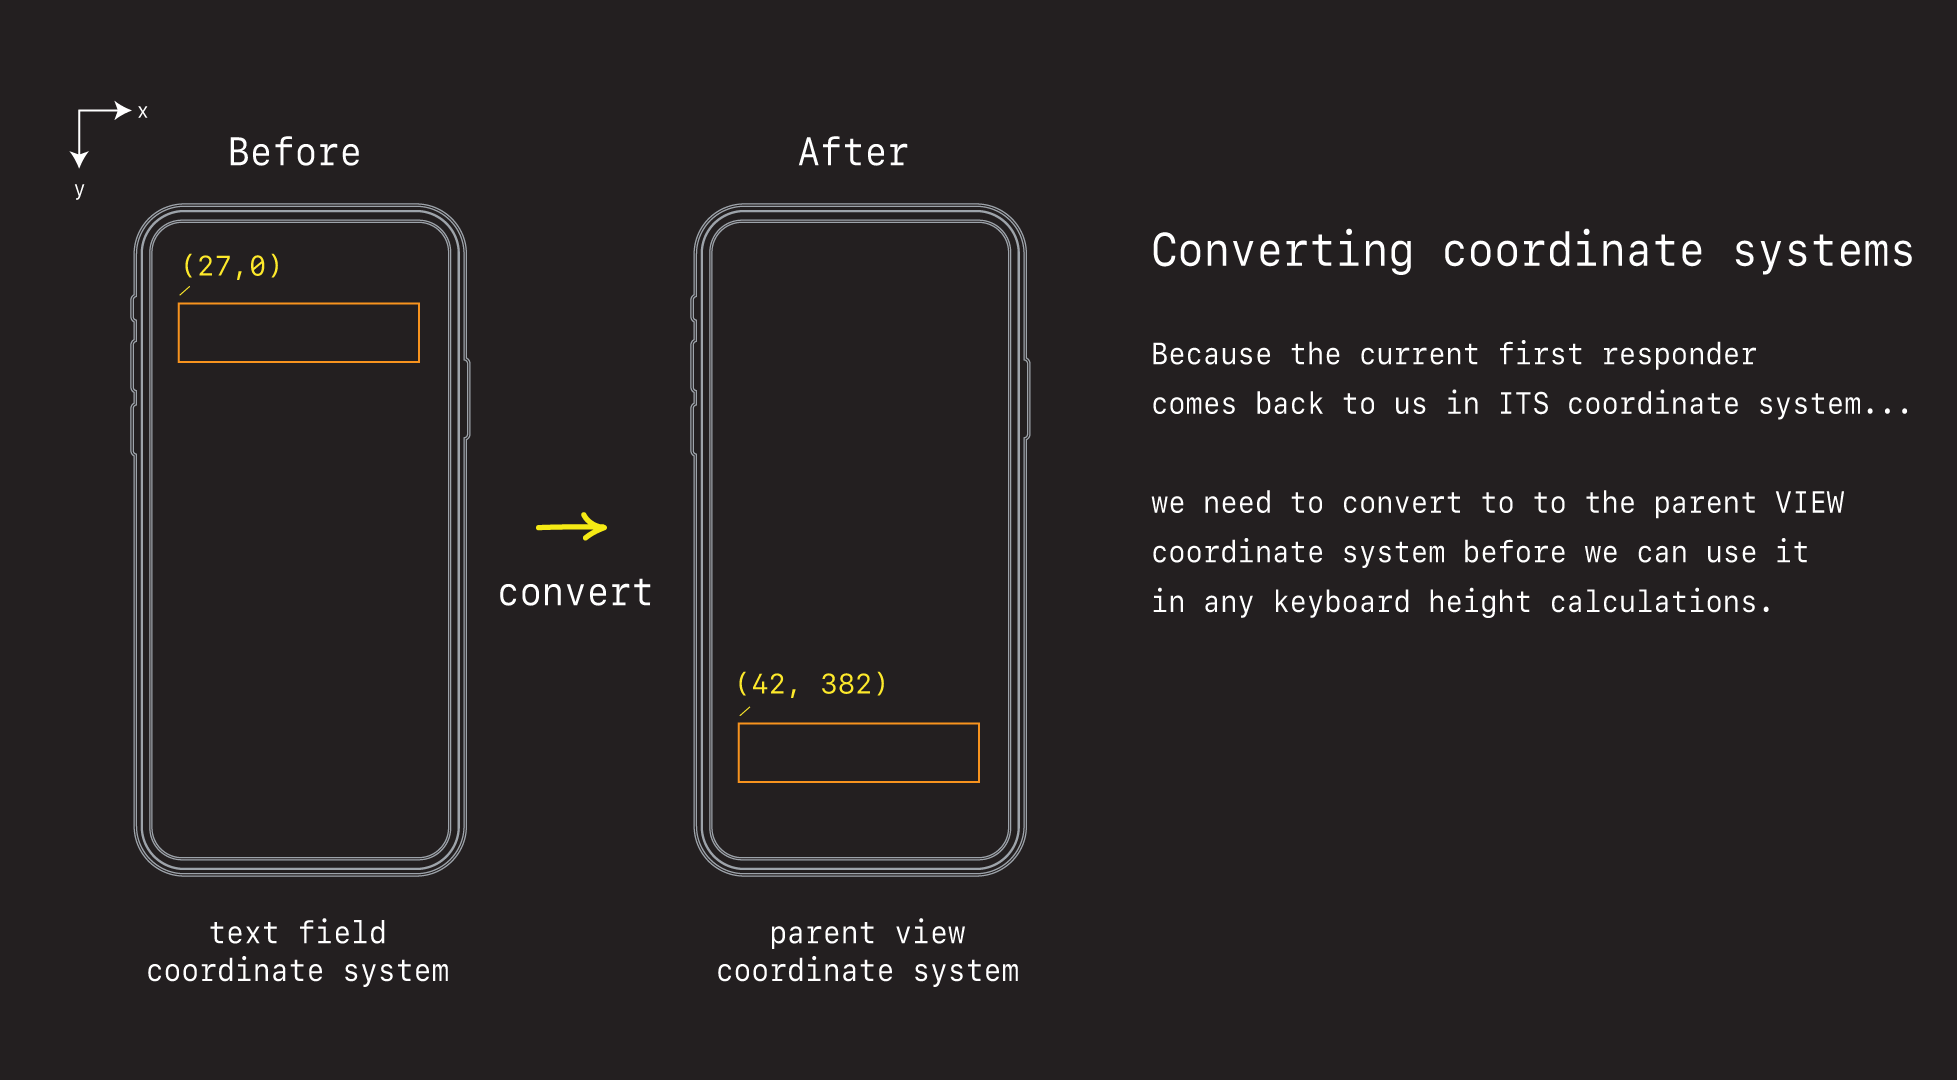 x
y
Before
After
(27,0)
convert
(42, 382)
text field
coordinate system
parent view
coordinate system
Converting coordinate systems
Because the current first responder
comes back to us in ITS coordinate system...
we need to convert to to the parent VIEW
coordinate system before we can use it
in any keyboard height calculations.